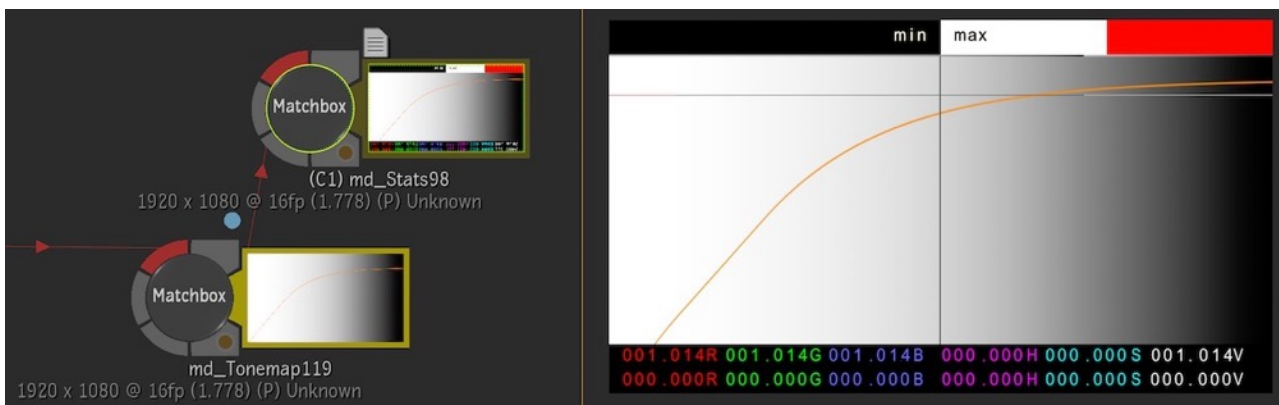 Matchbox
(C1) md_Stats98
1920 x 1080 @ 16fp (1.778) (P) Unknown
Matchbox
md_Tonemap119
1920 x 1080 @ 16fp (1.778) (P) Unknown
min max
001.014R 001.014G 001.014B 000.000H 000.000S 001.014V
000.000R 000.000G 000.000B 000.000H 000.000S 000.000V